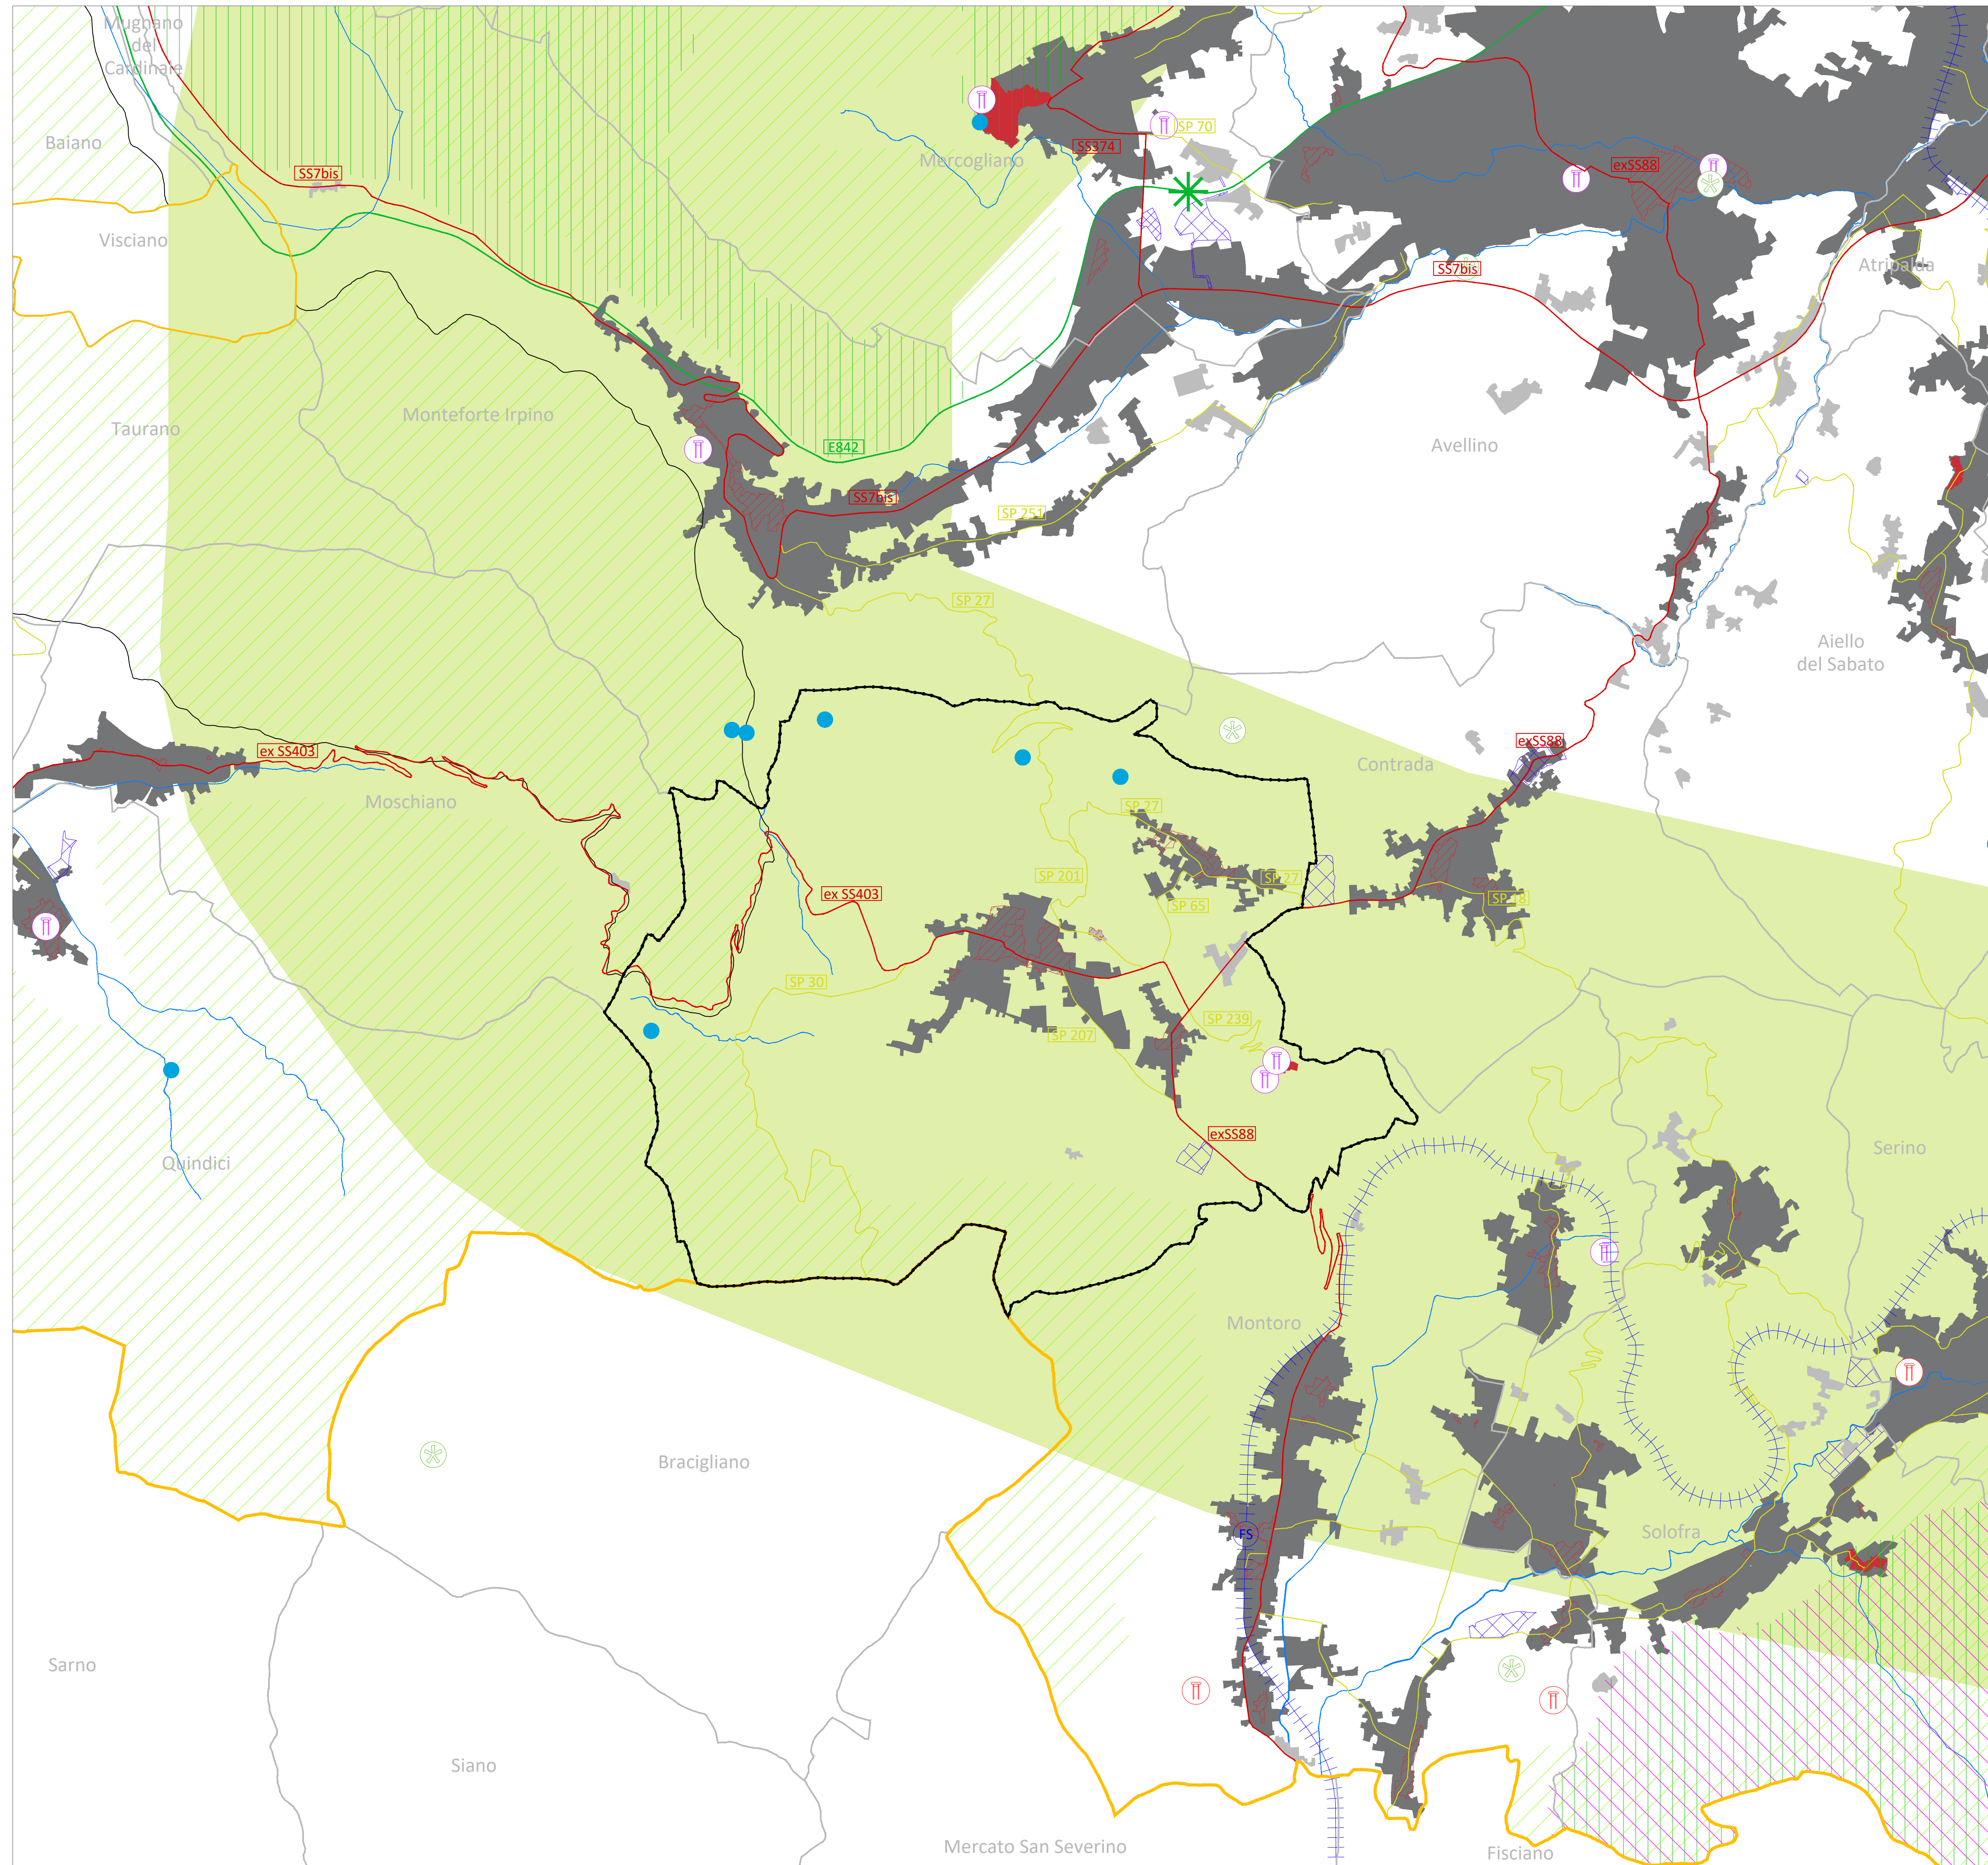 Mugnano
del
Cardinale
SP 70
Baiano
SS374
Mercogliano
exSS88
SS7bis
Visciano
Atripalda
SS7bis
Monteforte Irpino
Taurano
E842
Avellino
SS7bis
SP 251
SP 27
Aiello
del Sabato
exSS88
ex SS403
Contrada
Moschiano
SP 27
SP 201
SP 27
ex SS403
SP 18
SP 65
SP 30
SP 239
SP 207
exSS88
Serino
Quindici
Montoro
Bracigliano
FS
Solofra
Sarno
Siano
Mercato San Severino
Fisciano